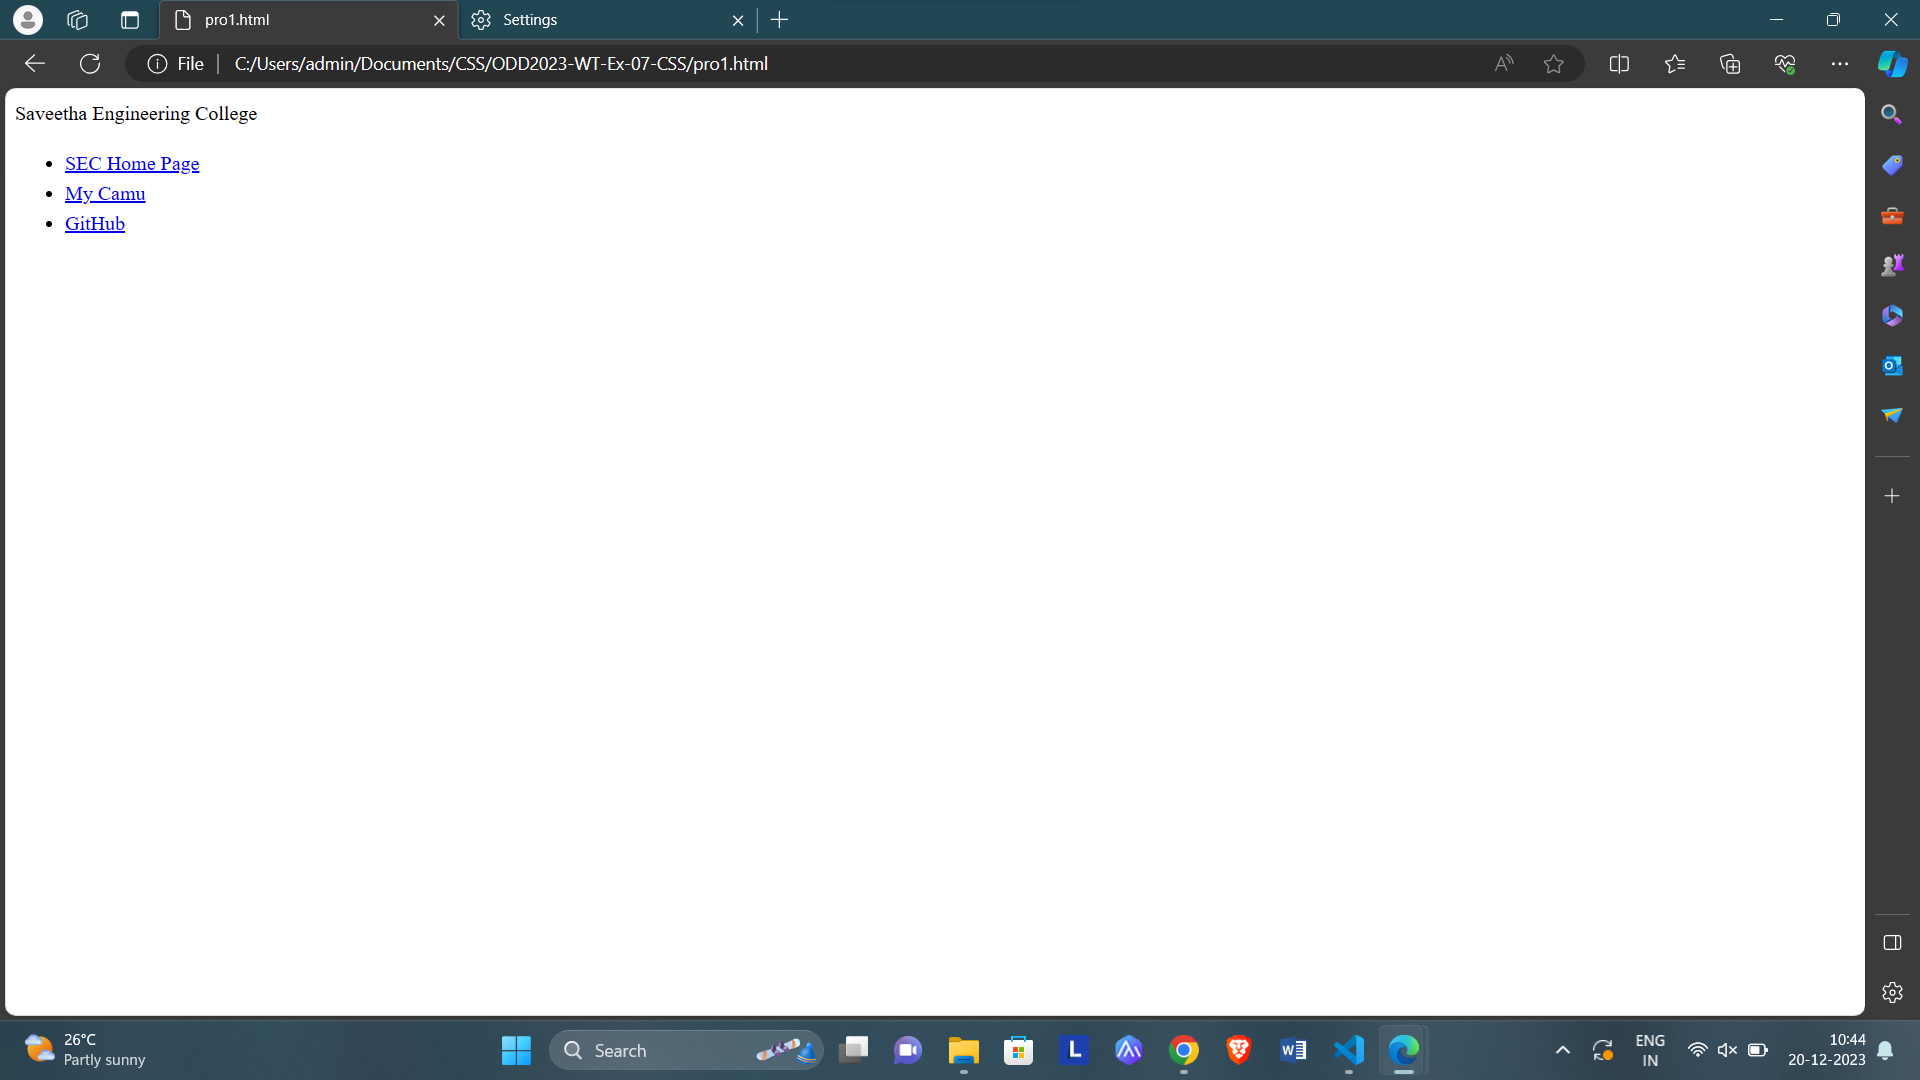 pro1.html
Settings
File
C:/Users/admin/Documents/CSS/ODD2023-WT-Ex-07-CSS/pro1.html
Saveetha Engineering College
SEC Home Page
My Camu
GitHub
26°C
Partly sunny
Search
L
ENG
IN
10:44
20-12-2023